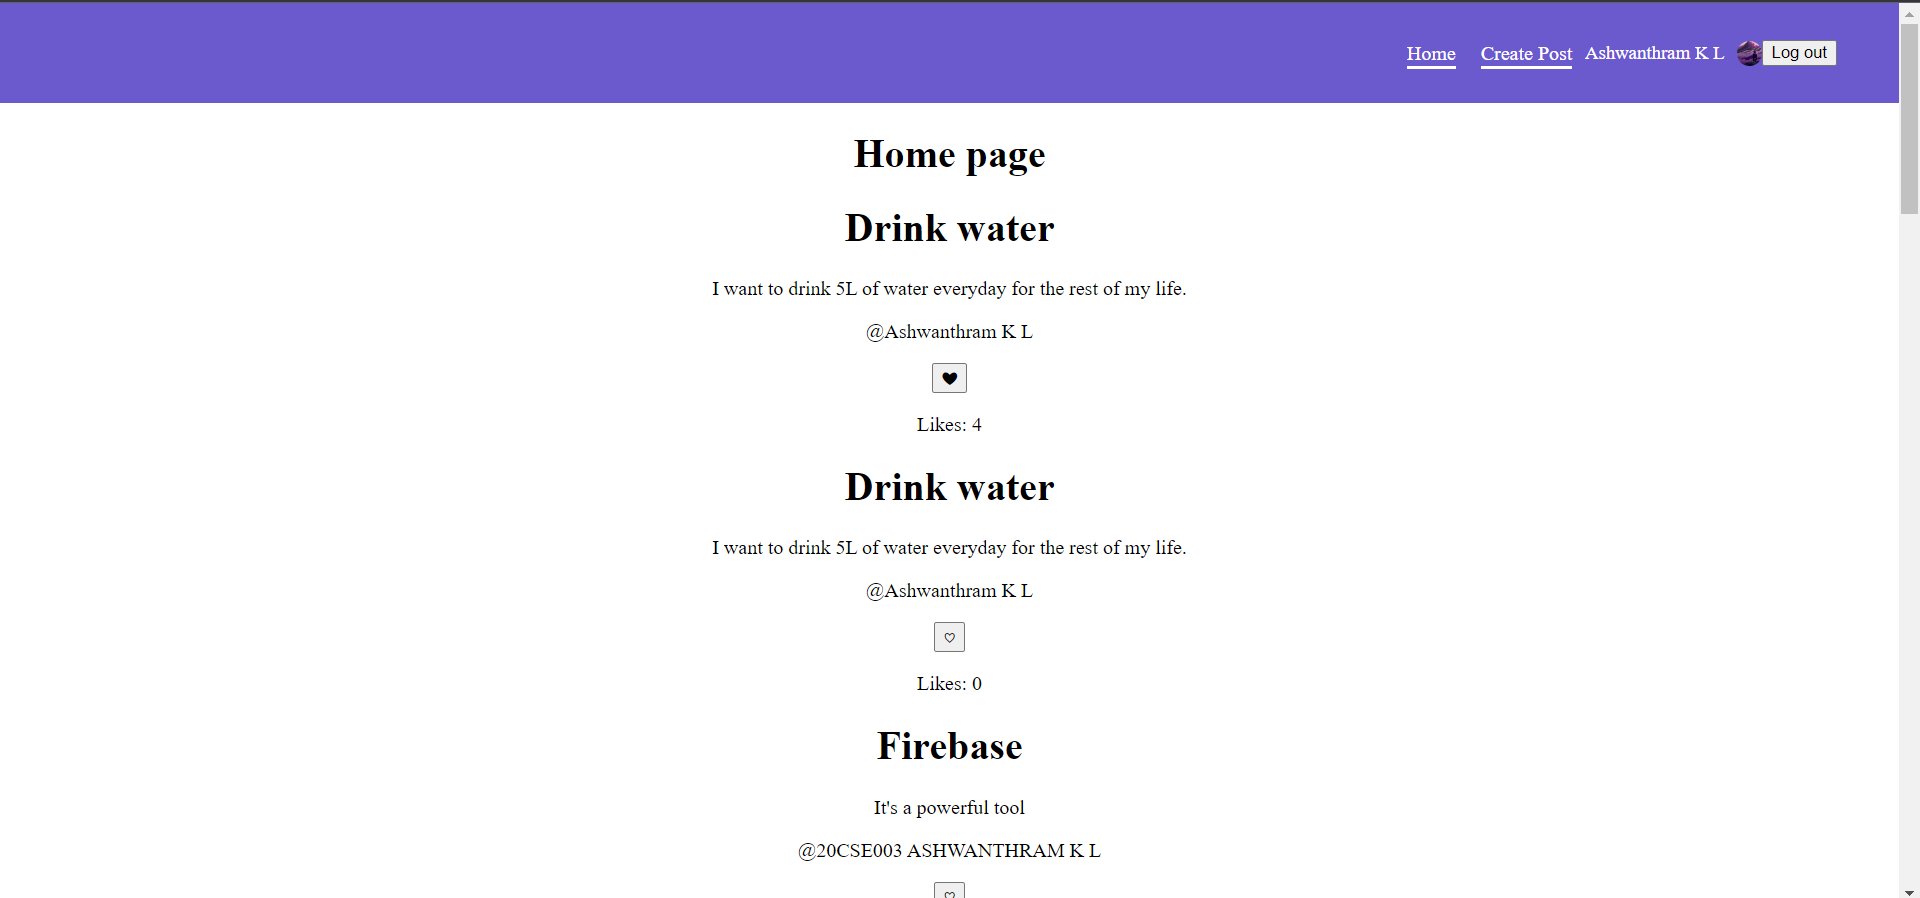 Home Create Post Ashwanthram K L Log out
Home page
Drink water
I want to drink 5L of water everyday for the rest of my life.
@Ashwanthram K L
Likes: 4
Drink water
I want to drink 5L of water everyday for the rest of my life.
@Ashwanthram K L
Likes: 0
Firebase
It's a powerful tool
@20CSE003 ASHWANTHRAM K L